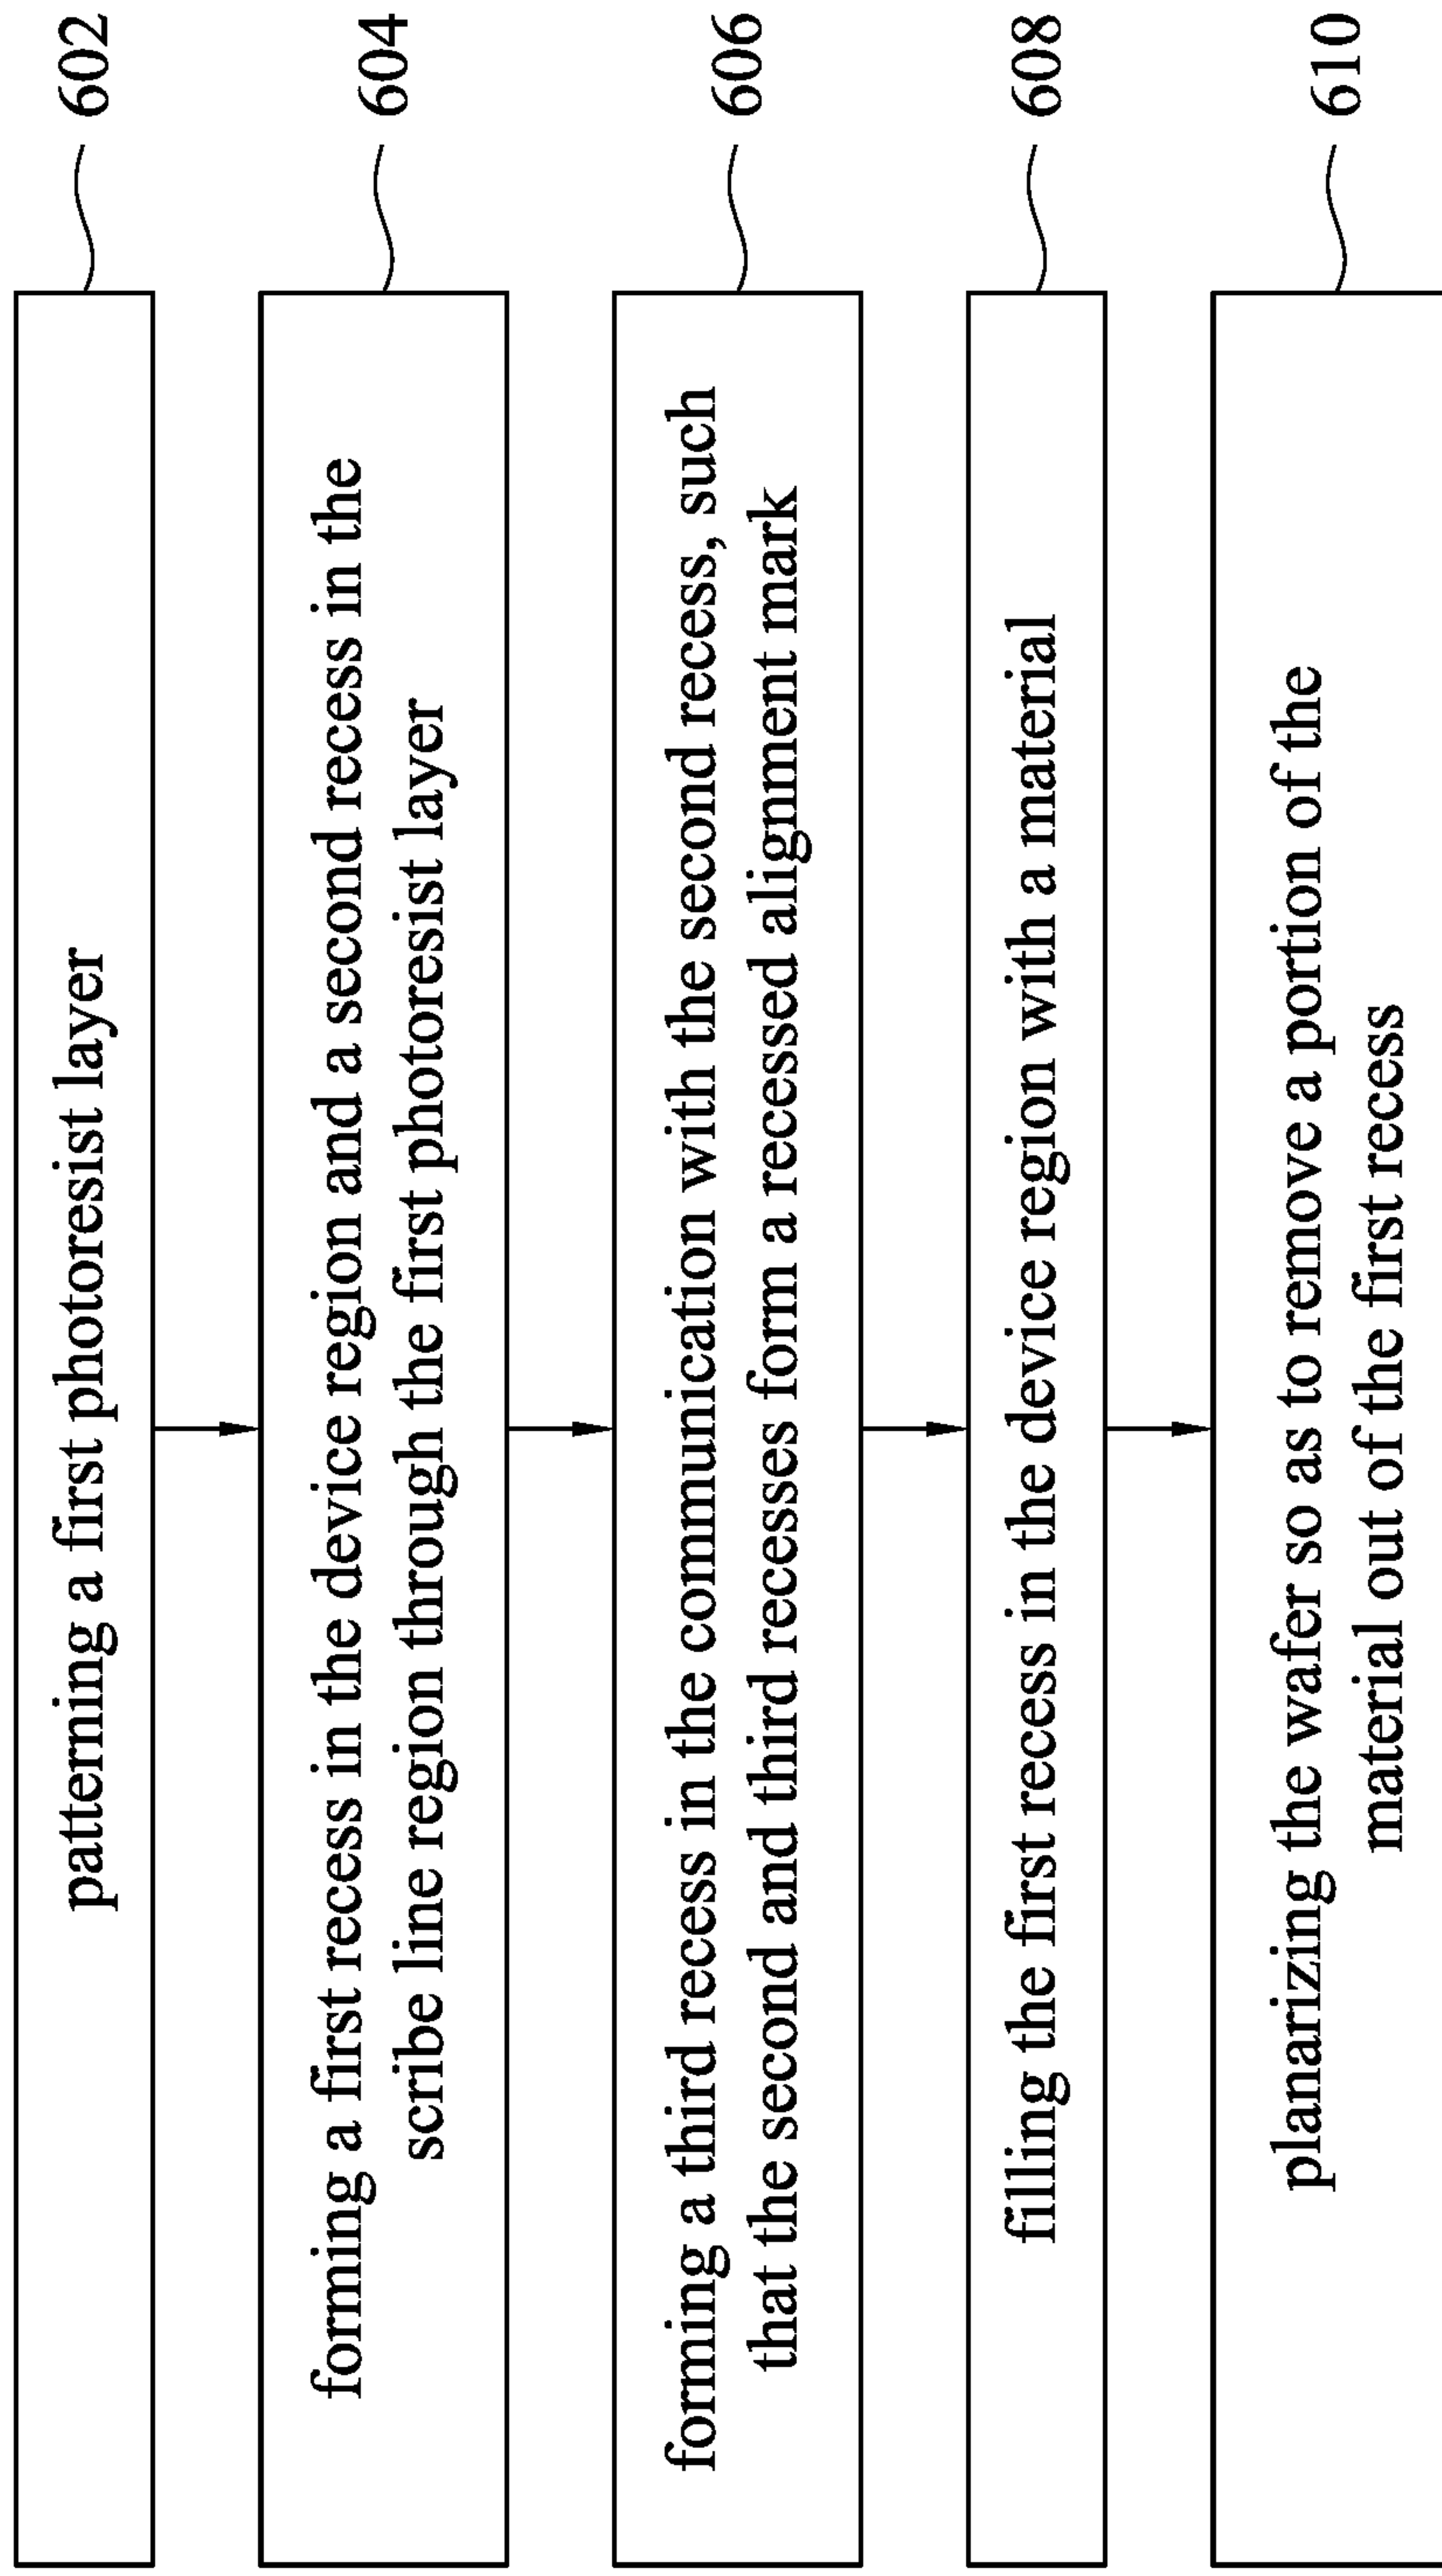 patterning a first photoresist layer
602
forming a first recess in the device region and a second recess in the
scribe line region through the first photoresist layer
604
forming a third recess in the communication with the second recess, such
that the second and third recesses form a recessed alignment mark
606
filling the first recess in the device region with a material
608
planarizing the wafer so as to remove a portion of the
material out of the first recess
610